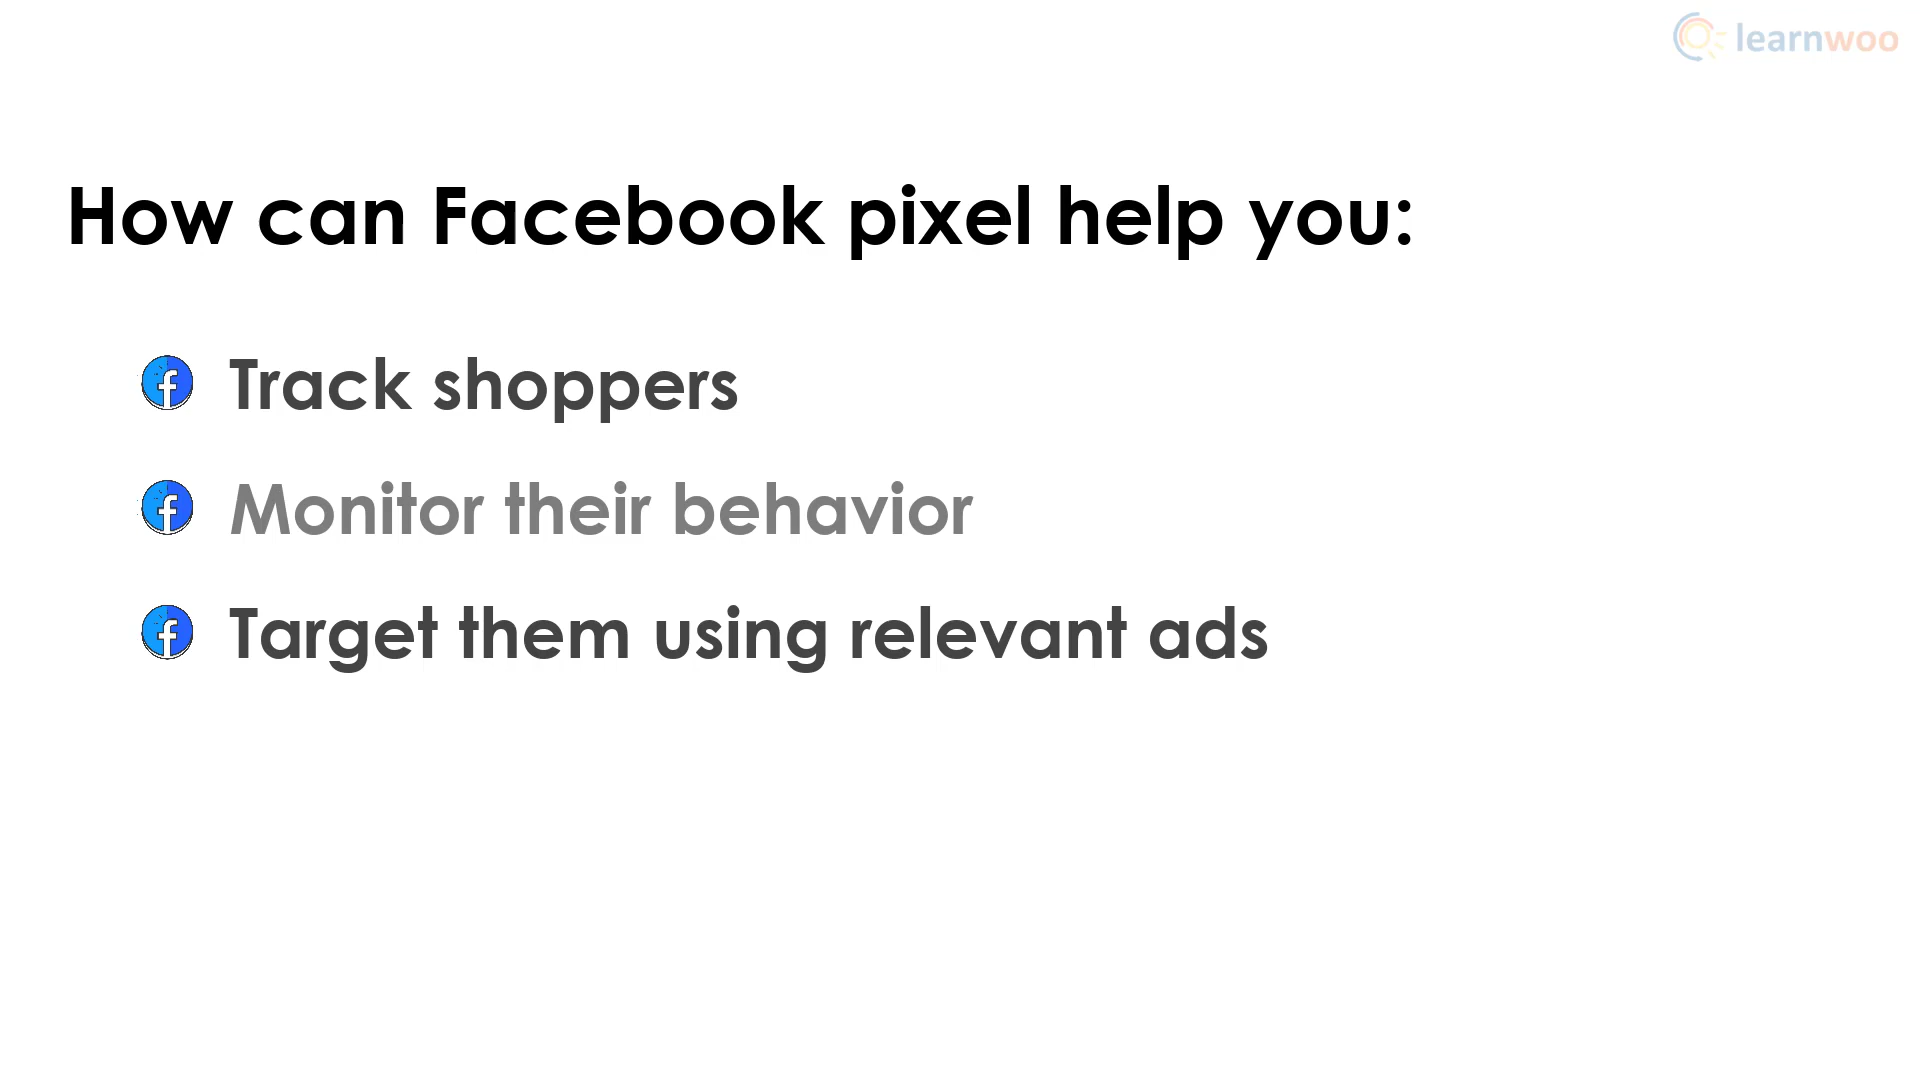 learnwoo
How can Facebook pixel help you:
Track shoppers
Monitor their behavior
Target them using relevant ads